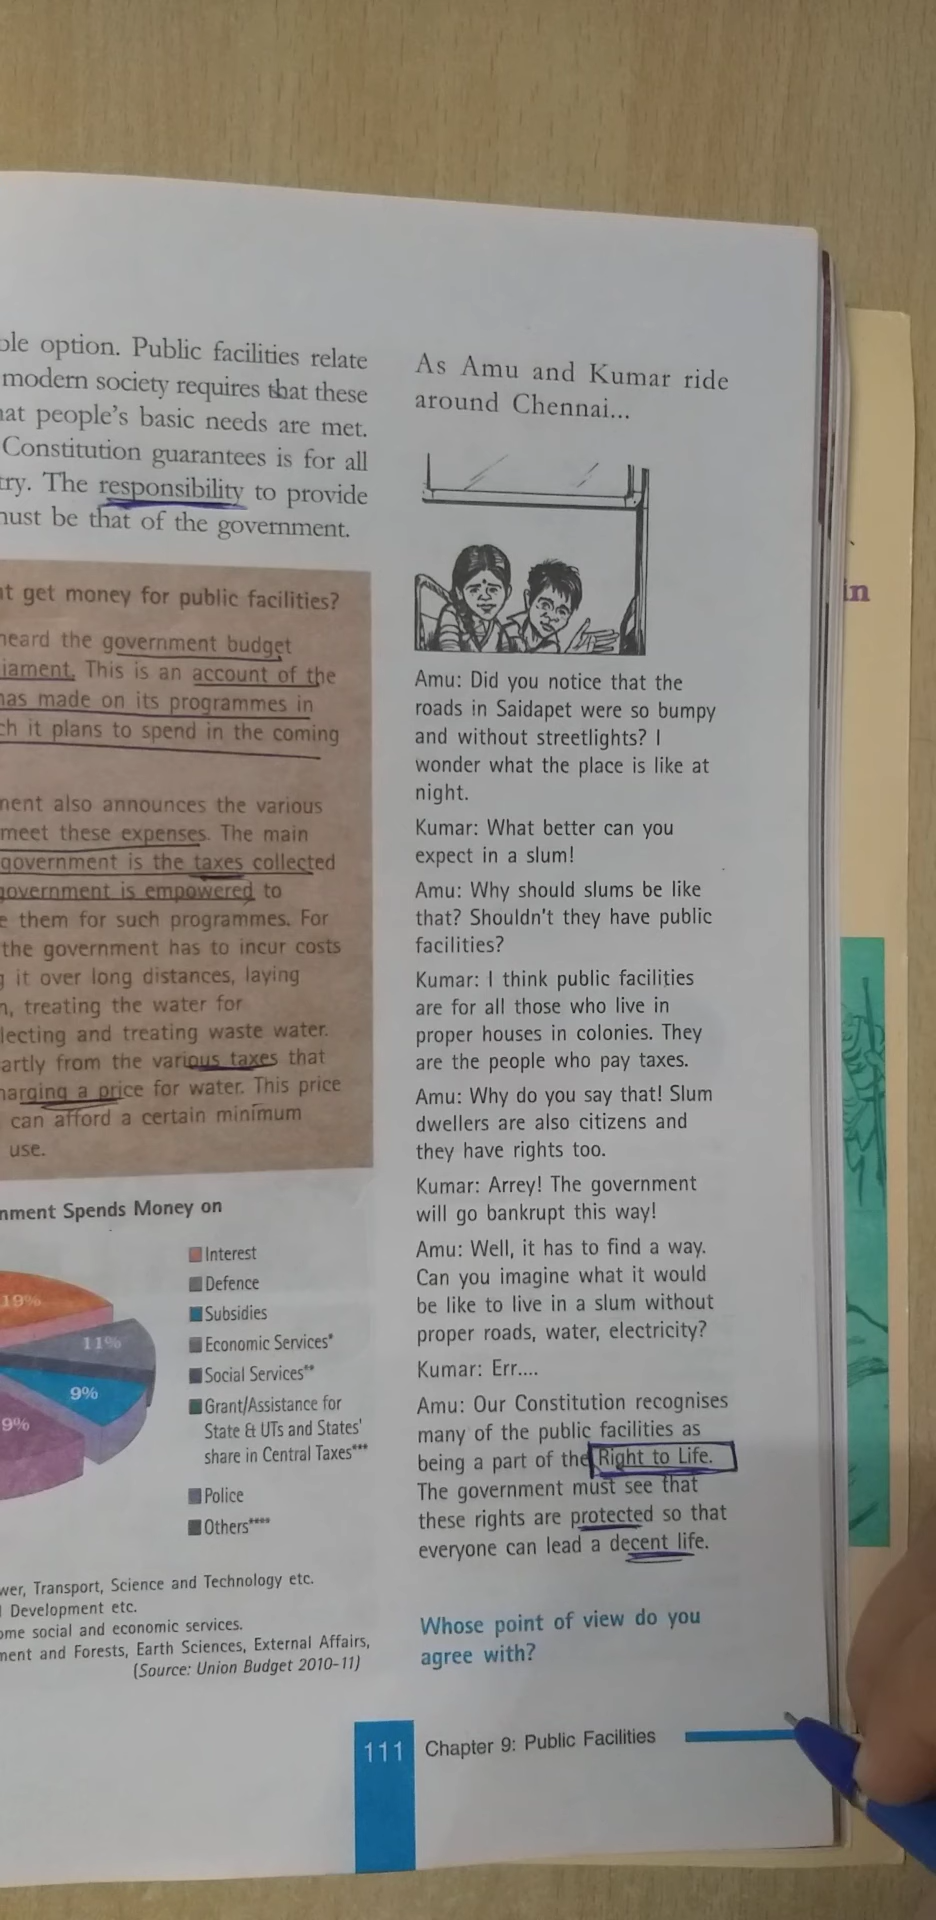 ble option. Public facilities relate
modern society requires that these
hat people's basic needs are met.
Constitution guarantees is for all
try. The responsibility to provide
must be that of the government.
nt get money for public facilities?
heard the government budget
liament. This is an account of the
has made on its programmes in
ch it plans to spend in the coming
ment also announces the various
meet these expenses. The main
government is the taxes collected
government is empowered to
e them for such programmes. For
the government has to incur costs
g it over long distances, laying
n, treating the water for
llecting and treating waste water.
artly from the various taxes that
harging a price for water. This price
can afford a certain minimum
use.
nment Spends Money on
19%
11%
9%
9%
Interest
Defence
Subsidies
Economic Services*
Social Services**
Grant/Assistance for
State & UTs and States'
share in Central Taxes***
Police
Others****
wer, Transport, Science and Technology etc.
l Development etc.
ome social and economic services.
ment and Forests, Earth Sciences, External Affairs,
(Source: Union Budget 2010-11)
As Amu and Kumar ride
around Chennai...
Amu: Did you notice that the
roads in Saidapet were so bumpy
and without streetlights? I
wonder what the place is like at
night.
Kumar: What better can you
expect in a slum!
Amu: Why should slums be like
that? Shouldn't they have public
facilities?
Kumar: I think public facilities
are for all those who live in
proper houses in colonies. They
are the people who pay taxes.
Amu: Why do you say that! Slum
dwellers are also citizens and
they have rights too.
Kumar: Arrey! The government
will go bankrupt this way!
Amu: Well, it has to find a way.
Can you imagine what it would
be like to live in a slum without
proper roads, water, electricity?
Kumar: Err....
Amu: Our Constitution recognises
many of the public facilities as
being a part of the Right to Life.
The government must see that
these rights are protected so that
everyone can lead a decent life.
Whose point of view do you
agree with?
111 Chapter 9: Public Facilities
in